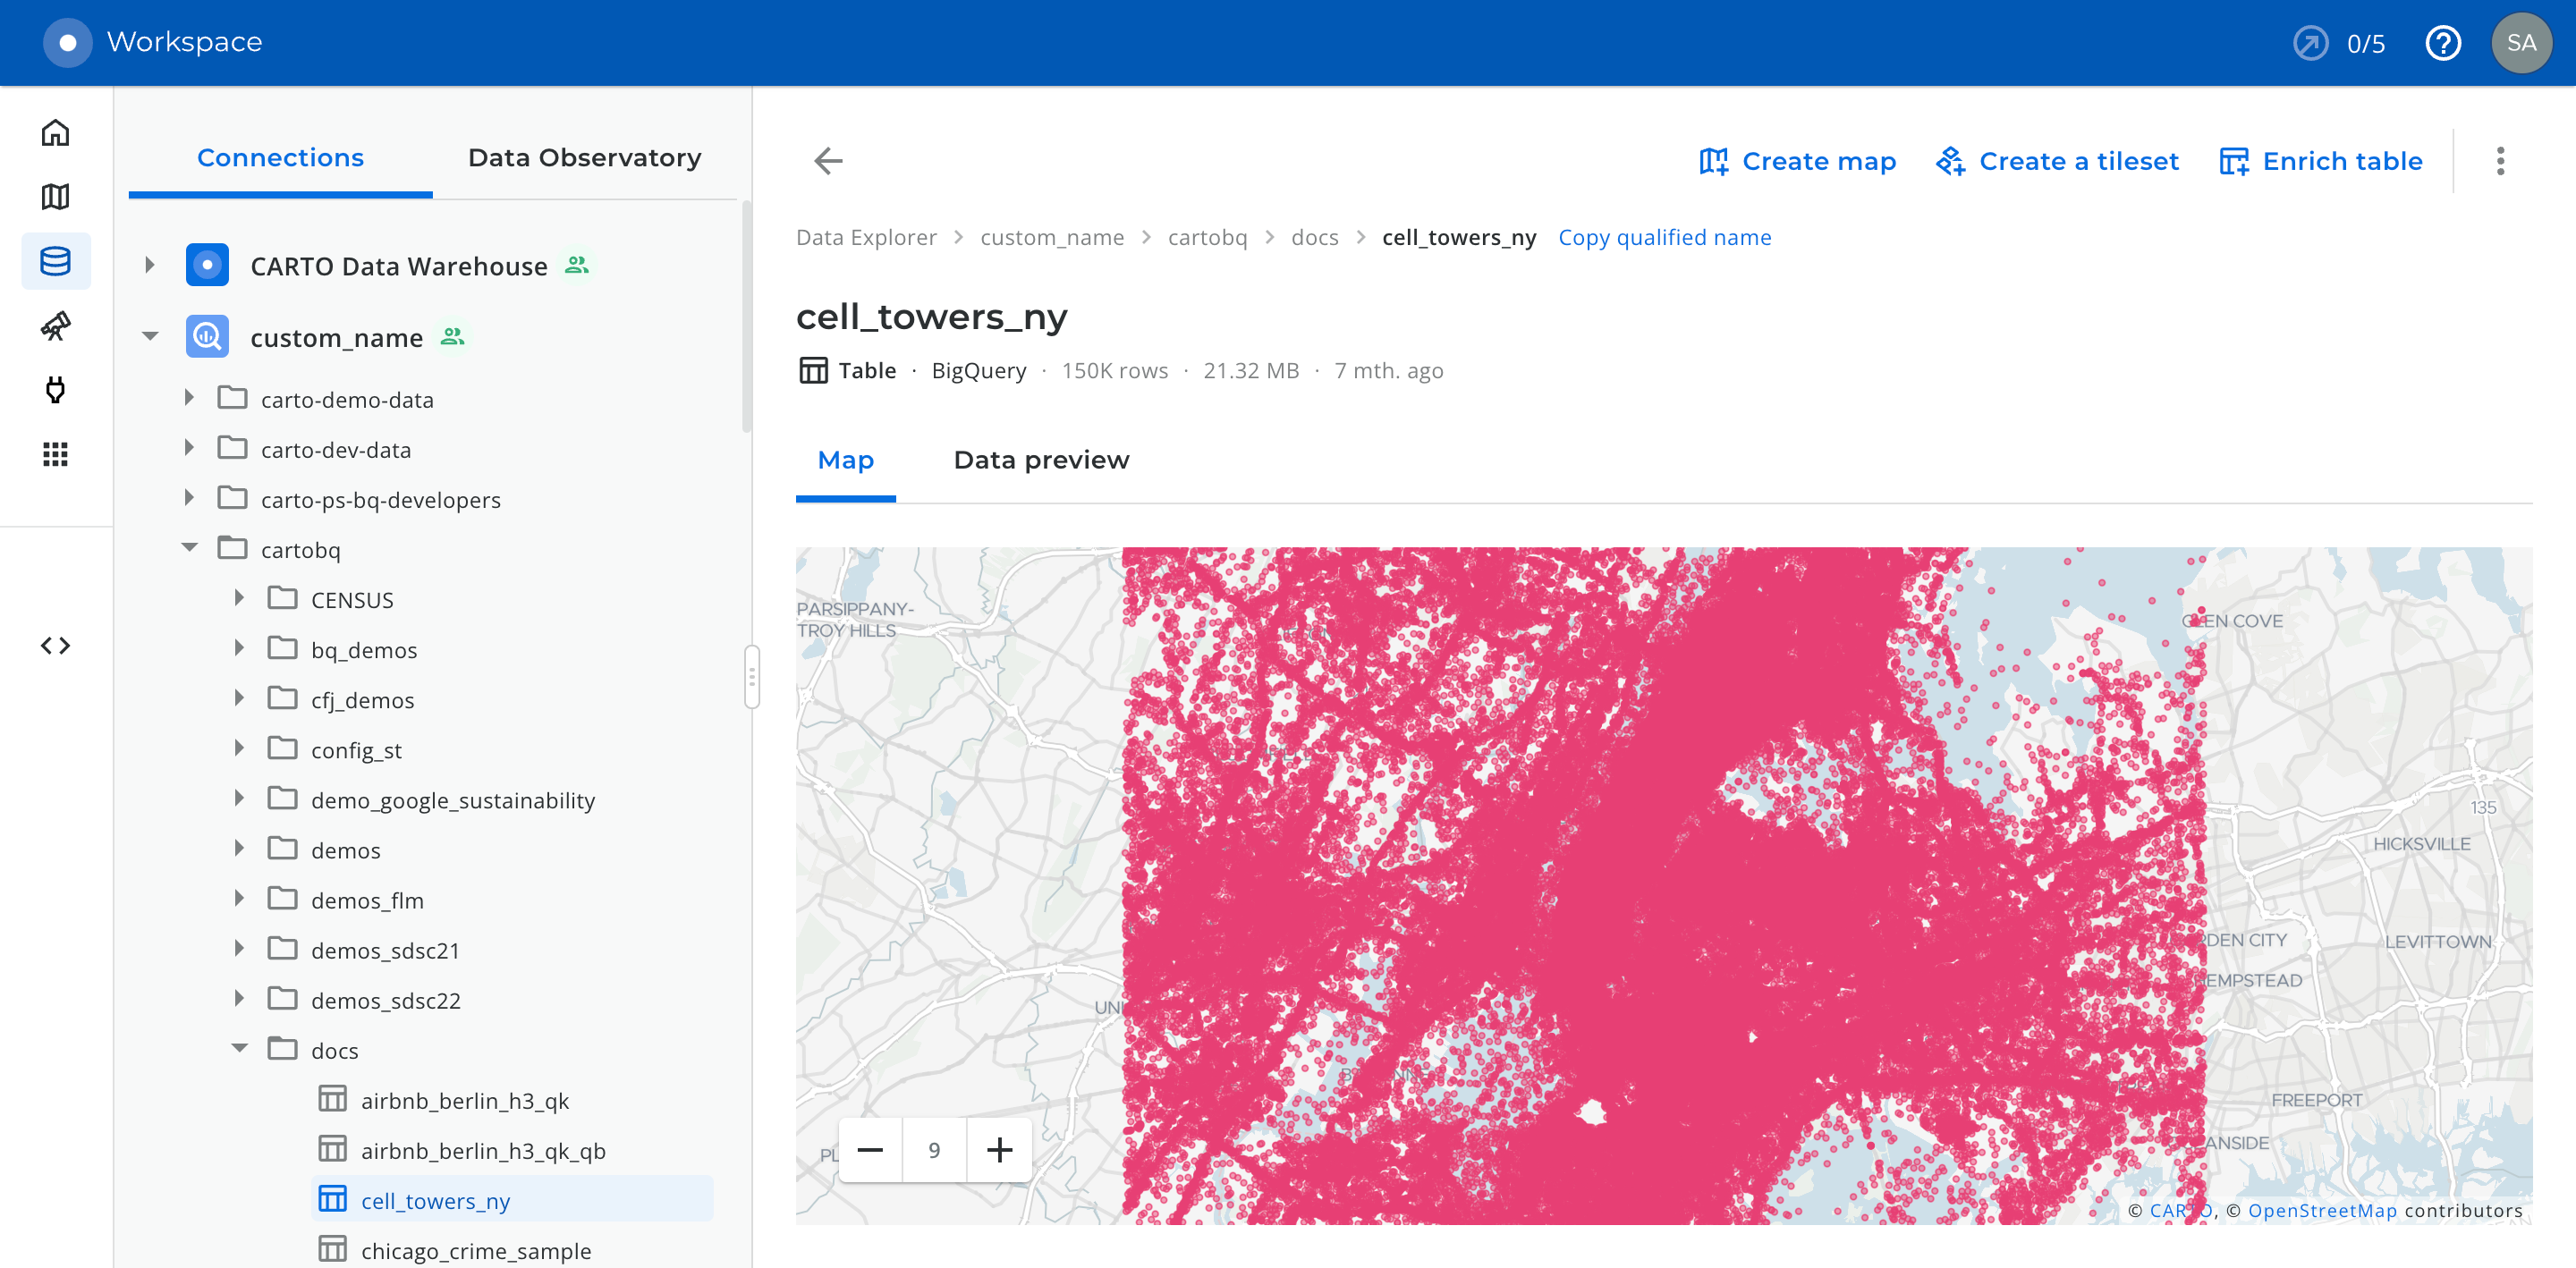 Workspace
0/5
SA
Connections
Data Observatory
CARTO Data Warehouse
custom_name
carto-demo-data
carto-dev-data
carto-ps-bq-developers
cartobq
CENSUS
bq_demos
cfj_demos
config_st
demo_google_sustainability
demos
demos_flm
demos_sdsc21
demos_sdsc22
docs
airbnb_berlin_h3_qk
airbnb_berlin_h3_qk_qb
cell_towers_ny
chicago_crime_sample
Create map
Create a tileset
Enrich table
Data Explorer > custom_name > cartobq > docs > cell_towers_ny Copy qualified name
cell_towers_ny
Table · BigQuery · 150K rows · 21.32 MB · 7 mth. ago
Map
Data preview
PARSIPPANY-
TROY HILLS
GLEN COVE
135
HICKSVILLE
DEN CITY
LEVITTOWN
EMPSTEAD
UNI
FREEPORT
ANSIDE
PL
9
© CARTO, © OpenStreetMap contributors